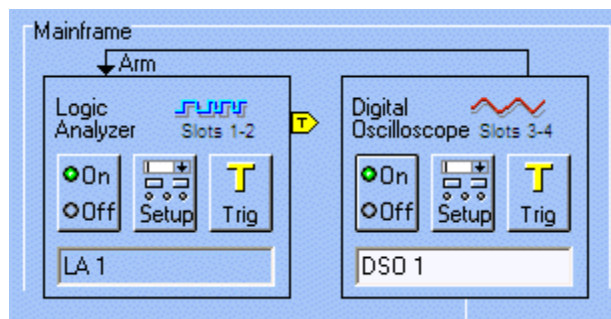 Mainframe
Arm
Logic
Analyzer
Slots 1-2
On
Off
Setup
T
Trig
LA 1
T
Digital
Oscilloscope
Slots 3-4
On
Off
Setup
T
Trig
DSO 1